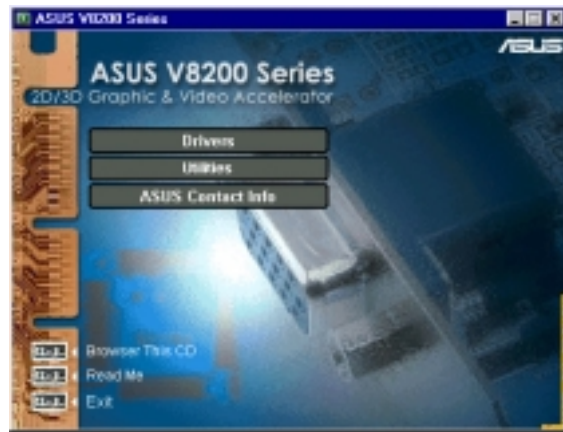 ASUS V8200 Series
ASUS
ASUS V8200 Series
2D/3D Graphic & Video Accelerator
Drivers
Utilities
ASUS Contact Info
Browser This CD
Read Me
Exit